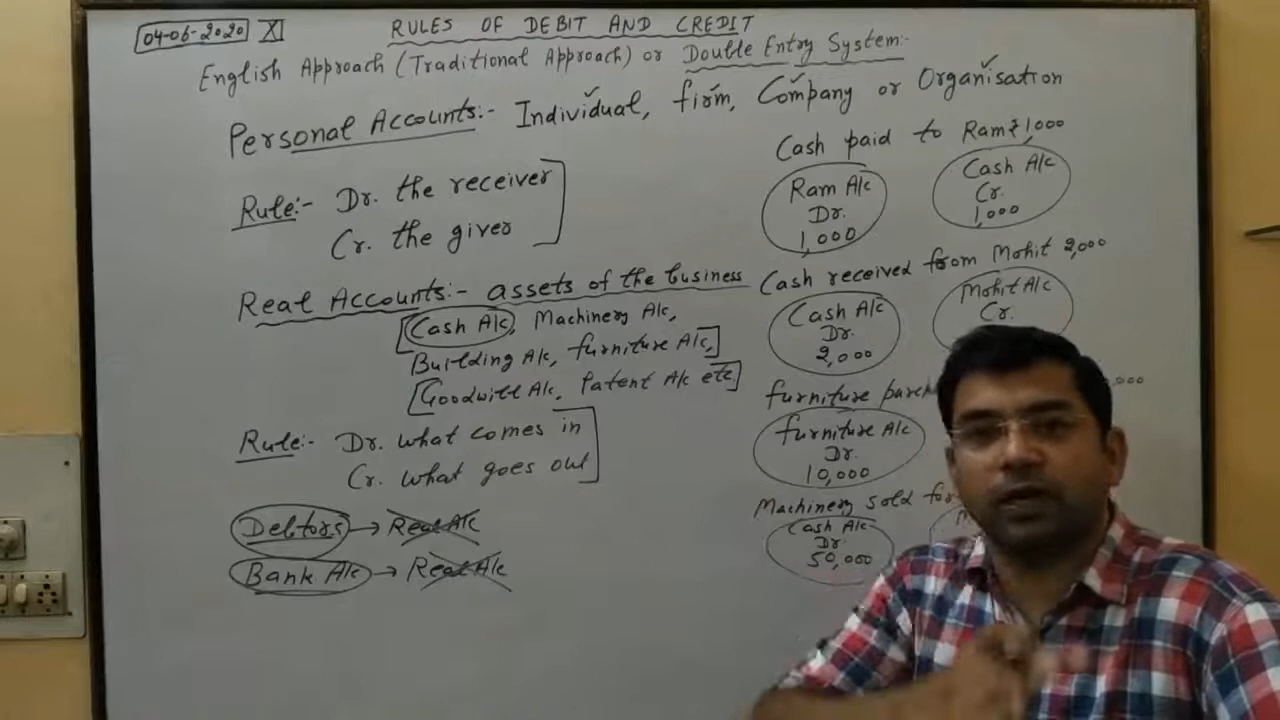 04-06-2020 XI
RULES OF DEBIT AND CREDIT
English Approach (Traditional Approach) or Double Entry System:-
Personal Accounts:- Individual, firm, Company or Organisation
Rule:- Dr. the receiver
Cr. the giver
Real Accounts:- assets of the business
[Cash A/c, Machinery A/c,
Building A/c, furniture A/c,]
[Goodwill A/c, Patent A/c etc]
Rule:- Dr. what comes in
Cr. what goes out
Debtors → Real A/c
Bank A/c → Real A/c
Cash paid to Ram ₹1,000
Ram A/c
Dr.
1,000
Cash A/c
Cr.
1,000
Cash received from Mohit 2,000
Cash A/c
Dr.
2,000
Mohit A/c
Cr.
furniture
furniture A/c
Dr.
10,000
Machinery sold for
Cash A/c
Dr.
50,000